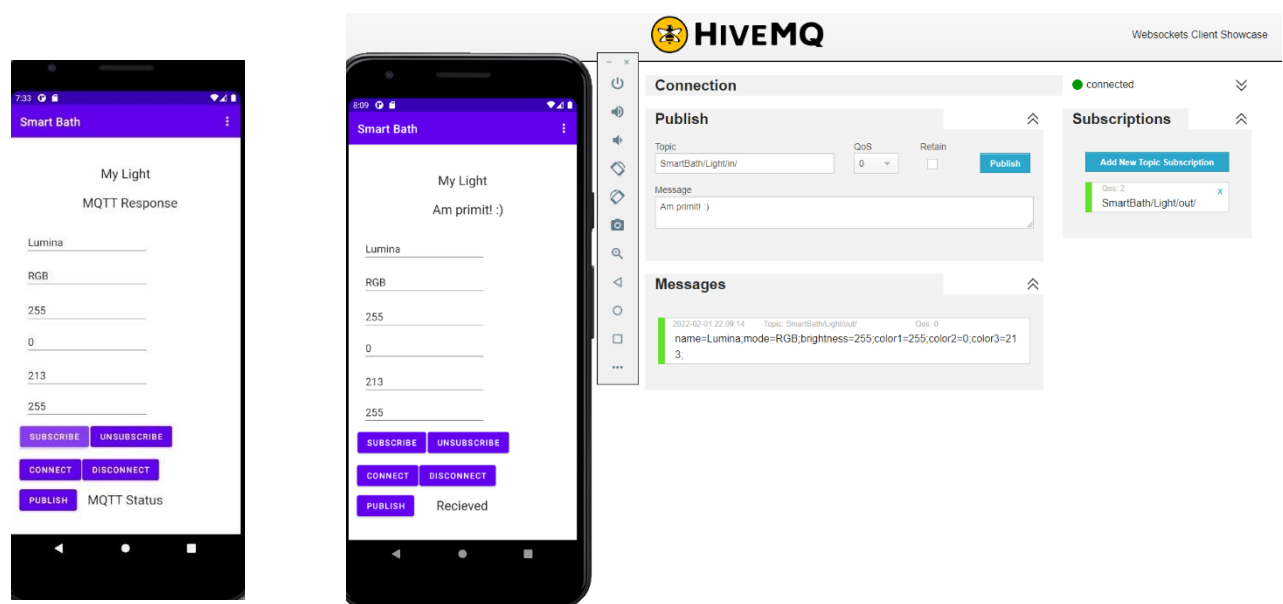 7:33
Smart Bath
My Light
MQTT Response
Lumina
RGB
255
0
213
255
SUBSCRIBE UNSUBSCRIBE
CONNECT DISCONNECT
PUBLISH MQTT Status
8:09
Smart Bath
My Light
Am primit! :)
Lumina
RGB
255
0
213
255
SUBSCRIBE UNSUBSCRIBE
CONNECT DISCONNECT
PUBLISH Recieved
HIVEMQ
Websockets Client Showcase
Connection
connected
Publish
Topic QoS Retain
SmartBath/Light/in/ 0 Publish
Message
Am primit! :)
Subscriptions
Add New Topic Subscription
Qos: 2 x
SmartBath/Light/out/
Messages
2022-02-01 22:09:14 Topic: SmartBath/Light/out/ Qos: 0
name=Lumina;mode=RGB;brightness=255;color1=255;color2=0;color3=21
3;